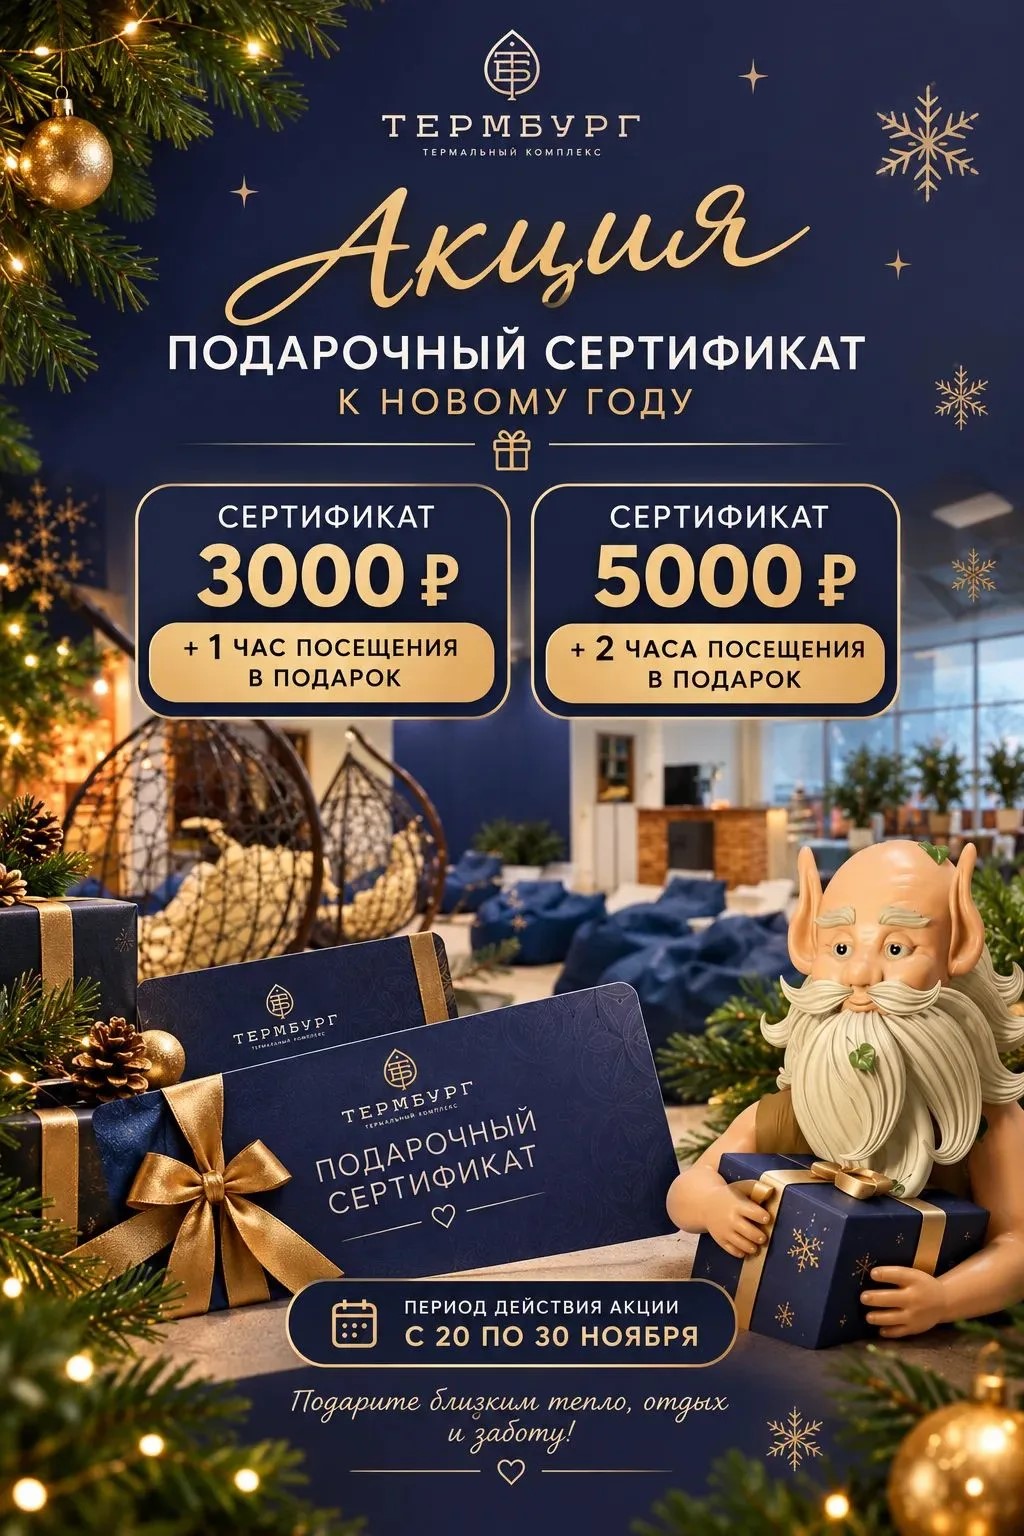 ТЕРМБУРГ
ТЕРМАЛЬНЫЙ КОМПЛЕКС
Акция
ПОДАРОЧНЫЙ СЕРТИФИКАТ
К НОВОМУ ГОДУ
СЕРТИФИКАТ
3000 ₽
+ 1 ЧАС ПОСЕЩЕНИЯ
В ПОДАРОК
СЕРТИФИКАТ
5000 ₽
+ 2 ЧАСА ПОСЕЩЕНИЯ
В ПОДАРОК
ТЕРМБУРГ
ТЕРМАЛЬНЫЙ КОМПЛЕКС
ТЕРМБУРГ
ТЕРМАЛЬНЫЙ КОМПЛЕКС
ПОДАРОЧНЫЙ
СЕРТИФИКАТ
ПЕРИОД ДЕЙСТВИЯ АКЦИИ
С 20 ПО 30 НОЯБРЯ
Подарите близким тепло, отдых
и заботу!